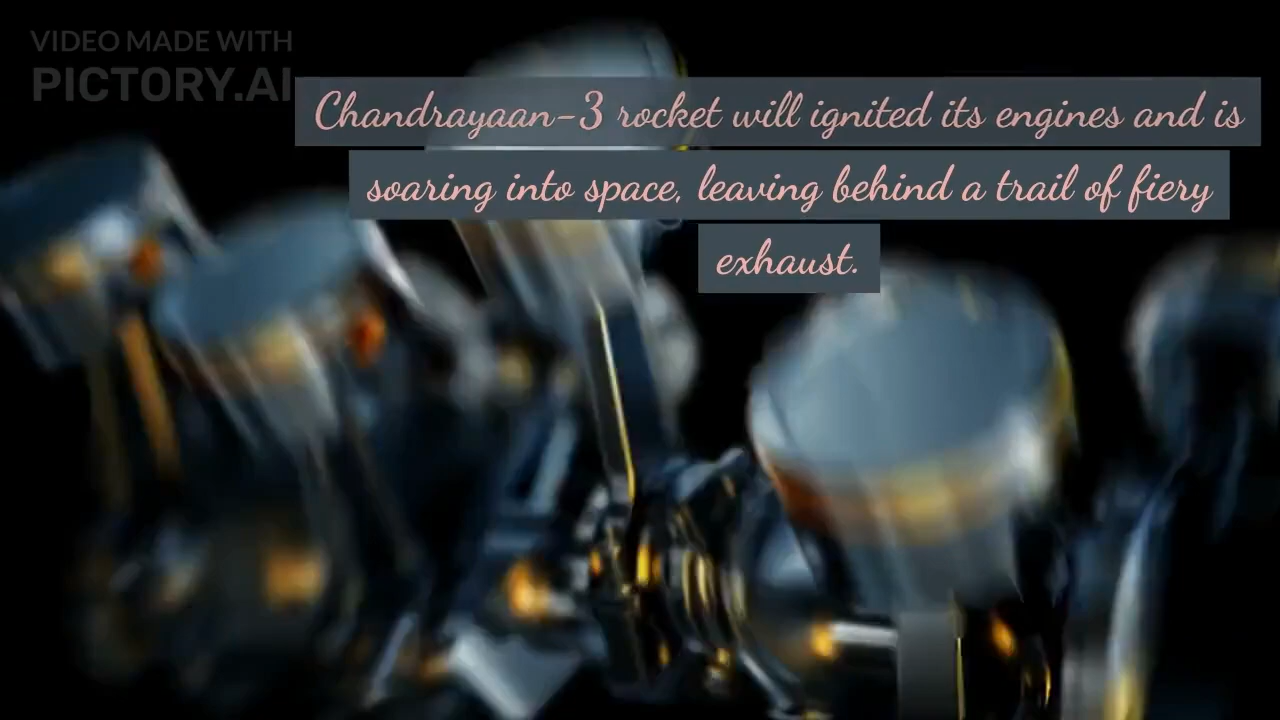 VIDEO MADE WITH
PICTORY.AI
Chandrayaan-3 rocket will ignited its engines and is
soaring into space, leaving behind a trail of fiery
exhaust.